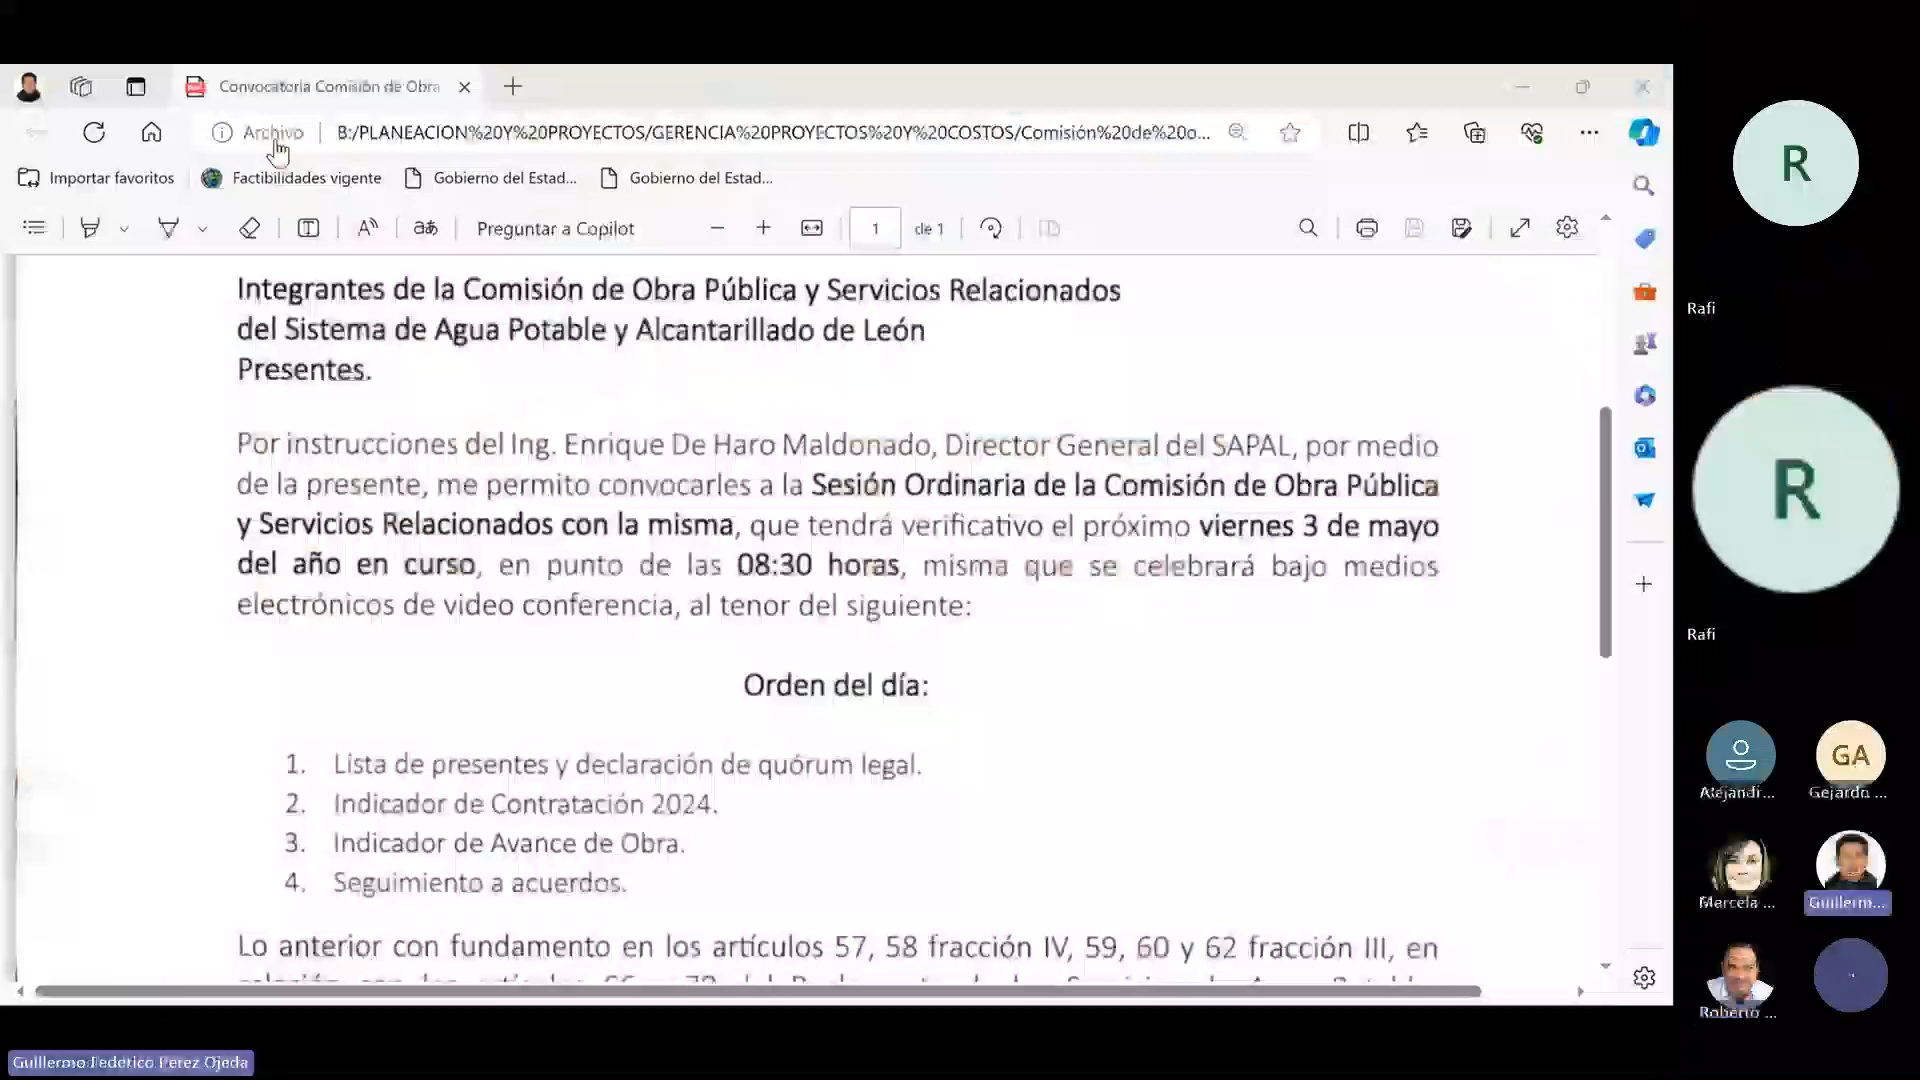 Convocatoria Comisión de Obra
Archivo
B:/PLANEACION%20Y%20PROYECTOS/GERENCIA%20PROYECTOS%20Y%20COSTOS/Comisión%20de%20o...
Importar favoritos
Factibilidades vigente
Gobierno del Estad...
Gobierno del Estad...
Preguntar a Copilot
1
de 1
Integrantes de la Comisión de Obra Pública y Servicios Relacionados
del Sistema de Agua Potable y Alcantarillado de León
Presentes.
Por instrucciones del Ing. Enrique De Haro Maldonado, Director General del SAPAL, por medio
de la presente, me permito convocarles a la Sesión Ordinaria de la Comisión de Obra Pública
y Servicios Relacionados con la misma, que tendrá verificativo el próximo viernes 3 de mayo
del año en curso, en punto de las 08:30 horas, misma que se celebrará bajo medios
electrónicos de video conferencia, al tenor del siguiente:
Orden del día:
1. Lista de presentes y declaración de quórum legal.
2. Indicador de Contratación 2024.
3. Indicador de Avance de Obra.
4. Seguimiento a acuerdos.
Lo anterior con fundamento en los artículos 57, 58 fracción IV, 59, 60 y 62 fracción III, en
R
Rafi
R
Rafi
GA
Alejandr...
Gerardo ...
Marcela ...
Guillerm...
Roberto ...
Guillermo Federico Perez Ojeda